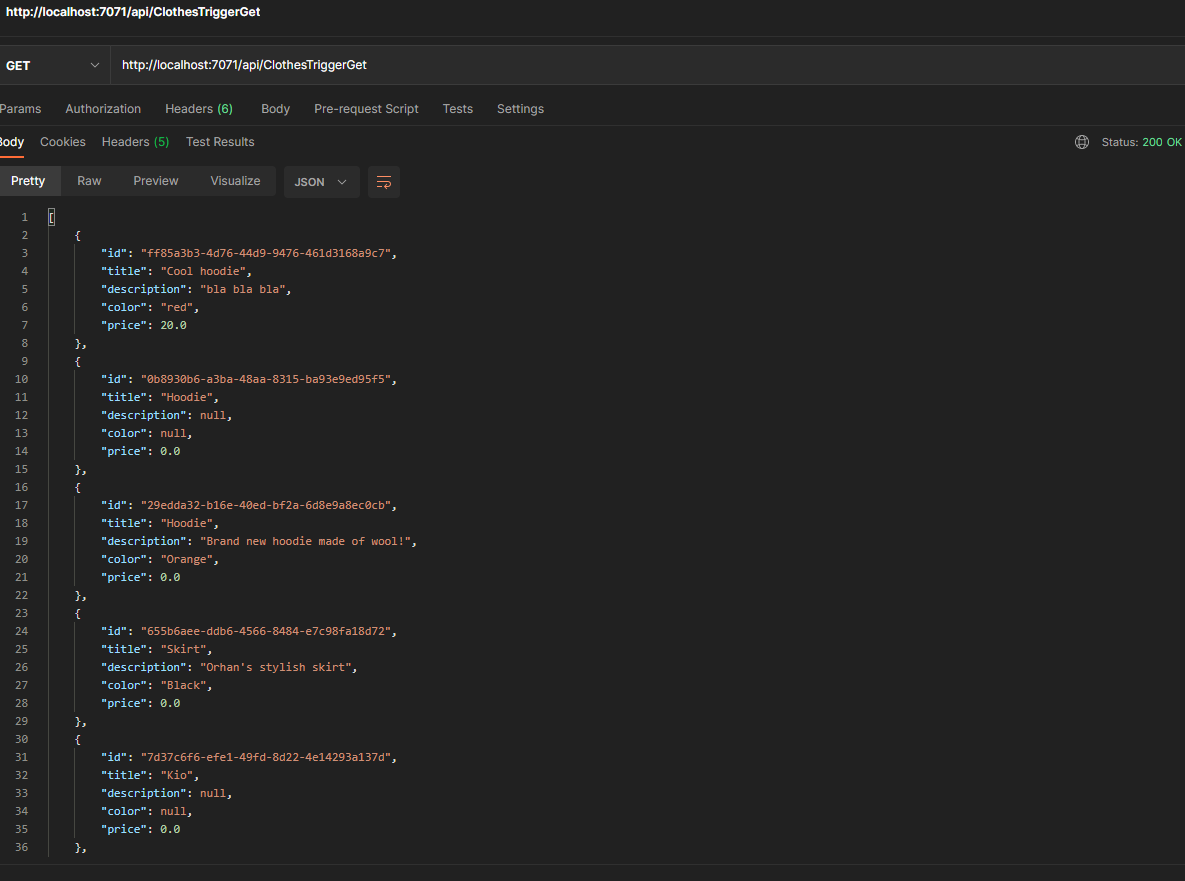 http://localhost:7071/api/ClothesTriggerGet
GET http://localhost:7071/api/ClothesTriggerGet
Params Authorization Headers (6) Body Pre-request Script Tests Settings
Body Cookies Headers (5) Test Results Status: 200 OK
Pretty Raw Preview Visualize JSON
1 [
2 {
3 "id": "ff85a3b3-4d76-44d9-9476-461d3168a9c7",
4 "title": "Cool hoodie",
5 "description": "bla bla bla",
6 "color": "red",
7 "price": 20.0
8 },
9 {
10 "id": "0b8930b6-a3ba-48aa-8315-ba93e9ed95f5",
11 "title": "Hoodie",
12 "description": null,
13 "color": null,
14 "price": 0.0
15 },
16 {
17 "id": "29edda32-b16e-40ed-bf2a-6d8e9a8ec0cb",
18 "title": "Hoodie",
19 "description": "Brand new hoodie made of wool!",
20 "color": "Orange",
21 "price": 0.0
22 },
23 {
24 "id": "655b6aee-ddb6-4566-8484-e7c98fa18d72",
25 "title": "Skirt",
26 "description": "Orhan's stylish skirt",
27 "color": "Black",
28 "price": 0.0
29 },
30 {
31 "id": "7d37c6f6-efe1-49fd-8d22-4e14293a137d",
32 "title": "Kio",
33 "description": null,
34 "color": null,
35 "price": 0.0
36 },